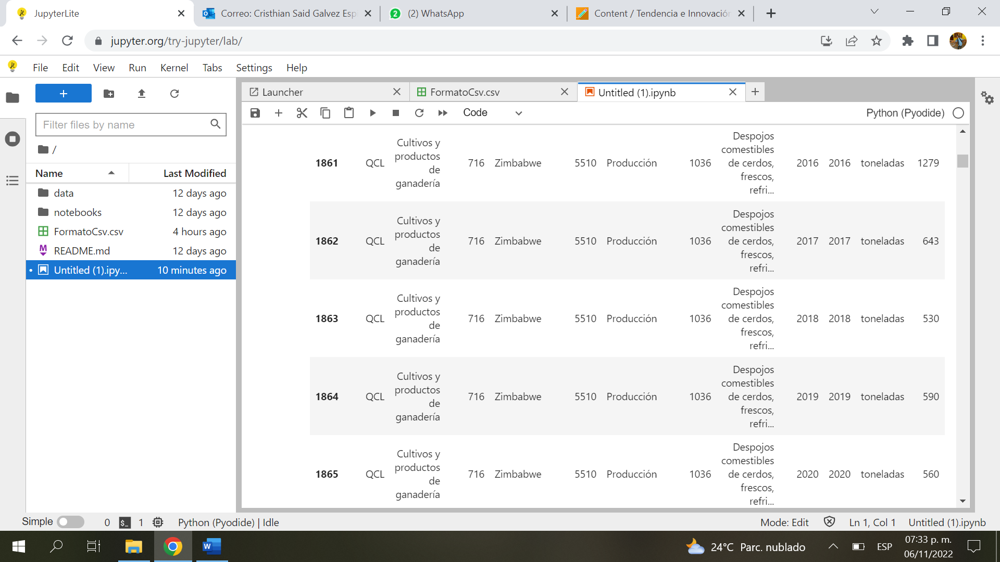 JupyterLite
Correo: Cristhian Said Galvez Esp
(2) WhatsApp
Content / Tendencia e Innovación
jupyter.org/try-jupyter/lab/
File Edit View Run Kernel Tabs Settings Help
Launcher
FormatoCsv.csv
Untitled (1).ipynb
Filter files by name
/
Name Last Modified
data 12 days ago
notebooks 12 days ago
FormatoCsv.csv 4 hours ago
README.md 12 days ago
Untitled (1).ipy... 10 minutes ago
Code
Python (Pyodide)
1861 QCL Cultivos y productos de ganadería 716 Zimbabwe 5510 Producción 1036 Despojos comestibles de cerdos, frescos, refri... 2016 2016 toneladas 1279
1862 QCL Cultivos y productos de ganadería 716 Zimbabwe 5510 Producción 1036 Despojos comestibles de cerdos, frescos, refri... 2017 2017 toneladas 643
1863 QCL Cultivos y productos de ganadería 716 Zimbabwe 5510 Producción 1036 Despojos comestibles de cerdos, frescos, refri... 2018 2018 toneladas 530
1864 QCL Cultivos y productos de ganadería 716 Zimbabwe 5510 Producción 1036 Despojos comestibles de cerdos, frescos, refri... 2019 2019 toneladas 590
1865 QCL Cultivos y productos de ganadería 716 Zimbabwe 5510 Producción 1036 Despojos comestibles de cerdos, frescos, refri... 2020 2020 toneladas 560
Simple 0 $_ 1 Python (Pyodide) | Idle
Mode: Edit Ln 1, Col 1 Untitled (1).ipynb
24°C Parc. nublado
ESP
07:33 p. m.
06/11/2022